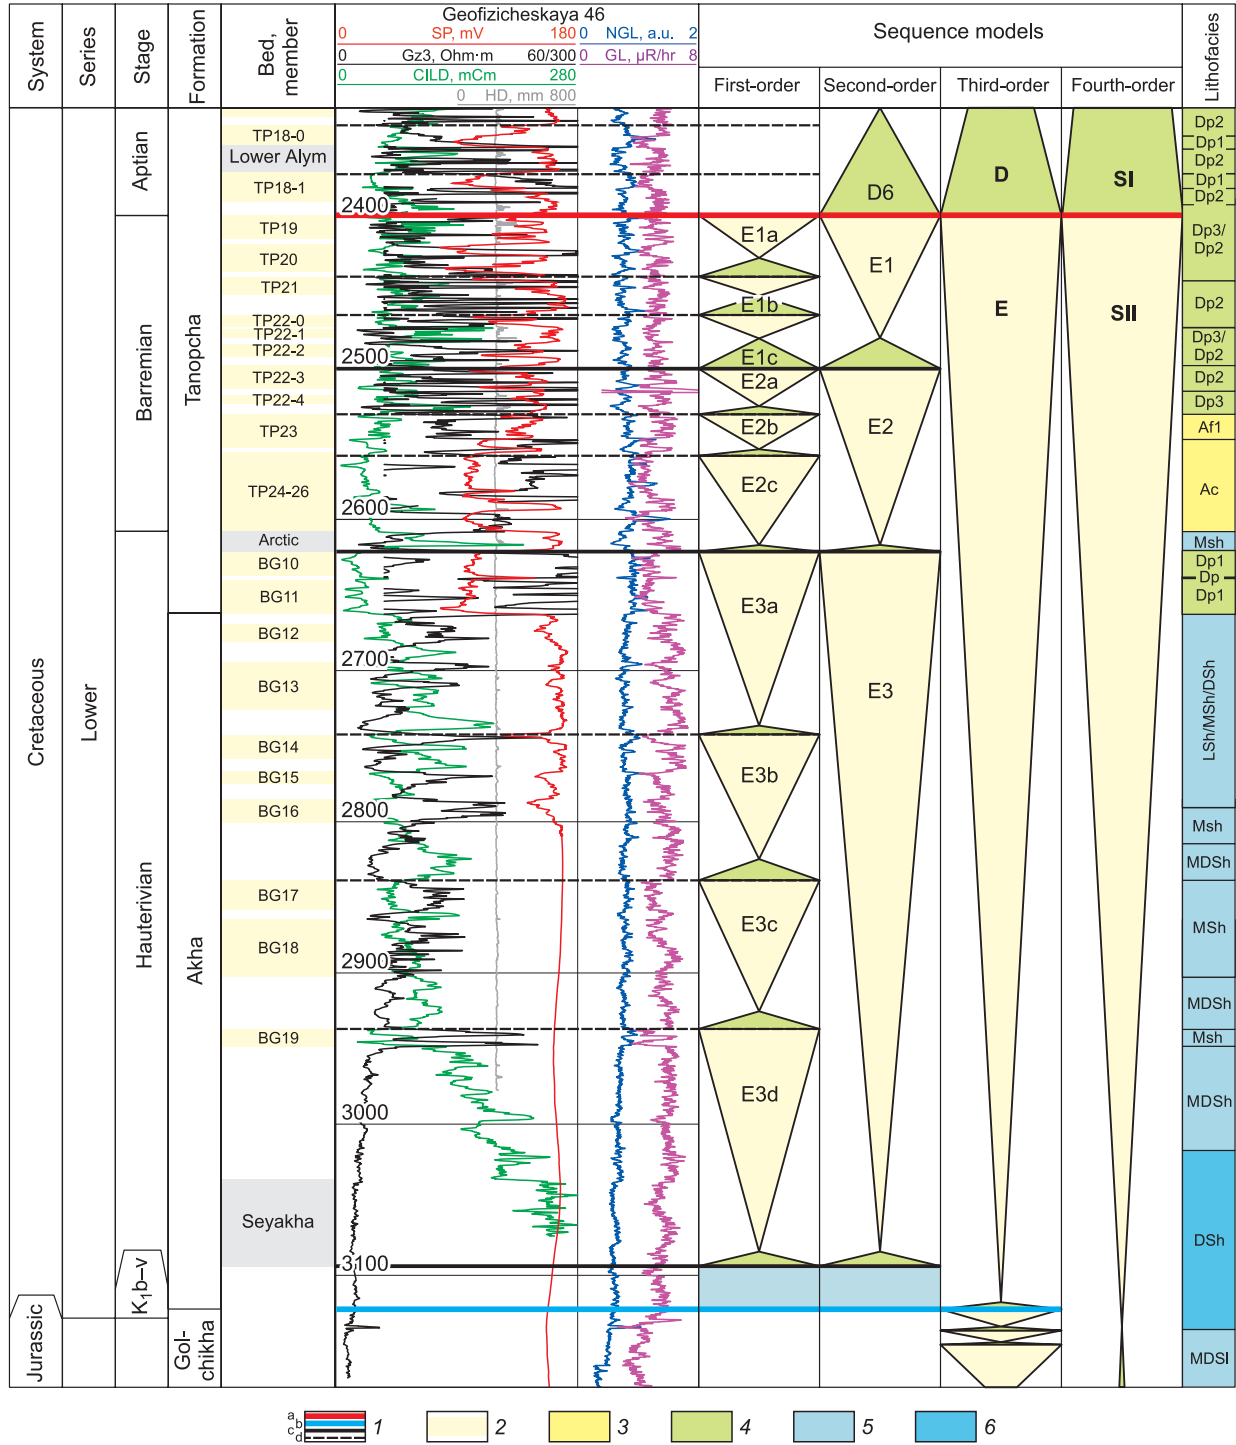 Geofizicheskaya 46
System
Series
Stage
Formation
Bed,
member
0 SP, mV 180
0 Gz3, Ohm·m 60/300
0 CILD, mCm 280
0 HD, mm 800
0 NGL, a.u. 2
0 GL, μR/hr 8
Sequence models
First-order
Second-order
Third-order
Fourth-order
Lithofacies
Cretaceous
Jurassic
Lower
Aptian
Barremian
Hauterivian
K1b–v
Tanopcha
Akha
Gol-
chikha
TP18-0
Lower Alym
TP18-1
TP19
TP20
TP21
TP22-0
TP22-1
TP22-2
TP22-3
TP22-4
TP23
TP24-26
Arctic
BG10
BG11
BG12
BG13
BG14
BG15
BG16
BG17
BG18
BG19
Seyakha
2400
2500
2600
2700
2800
2900
3000
3100
E1a
E1b
E1c
E2a
E2b
E2c
E3a
E3b
E3c
E3d
D6
E1
E2
E3
D
E
SI
SII
Dp2
Dp1
Dp2
Dp1
Dp2
Dp3/
Dp2
Dp2
Dp3/
Dp2
Dp2
Dp3
Af1
Ac
Msh
Dp1
Dp
Dp1
LSh/MSh/DSh
Msh
MDSh
MSh
MDSh
Msh
MDSh
DSh
MDSl
a
b
c
d
1
2
3
4
5
6